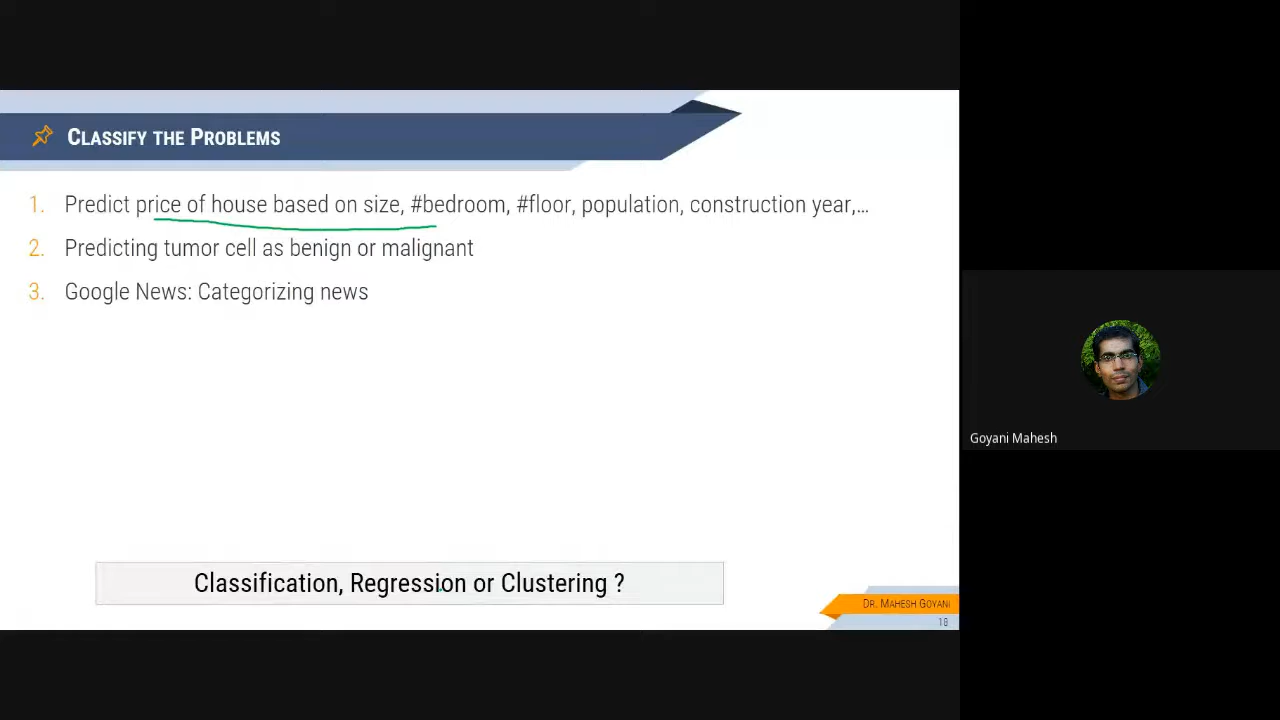 CLASSIFY THE PROBLEMS
1. Predict price of house based on size, #bedroom, #floor, population, construction year,...
2. Predicting tumor cell as benign or malignant
3. Google News: Categorizing news
Classification, Regression or Clustering ?
DR. MAHESH GOYANI
18
Goyani Mahesh